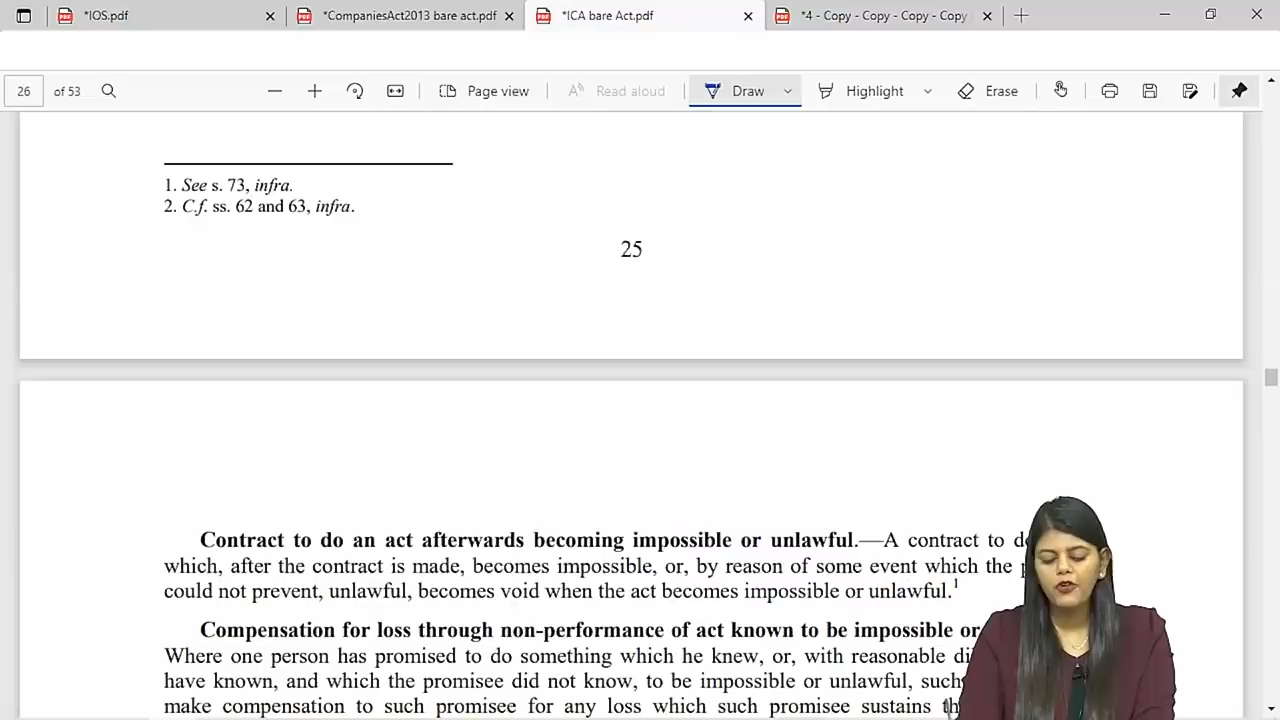 *IOS.pdf
*CompaniesAct2013 bare act.pdf
*ICA bare Act.pdf
*4 - Copy - Copy - Copy - Copy
26 of 53
Page view
Read aloud
Draw
Highlight
Erase
1. See s. 73, infra.
2. C.f. ss. 62 and 63, infra.
25
Contract to do an act afterwards becoming impossible or unlawful.—A contract to
which, after the contract is made, becomes impossible, or, by reason of some event which the
could not prevent, unlawful, becomes void when the act becomes impossible or unlawful.1
Compensation for loss through non-performance of act known to be impossible or
Where one person has promised to do something which he knew, or, with reasonable
have known, and which the promisee did not know, to be impossible or unlawful, such
make compensation to such promisee for any loss which such promisee sustains